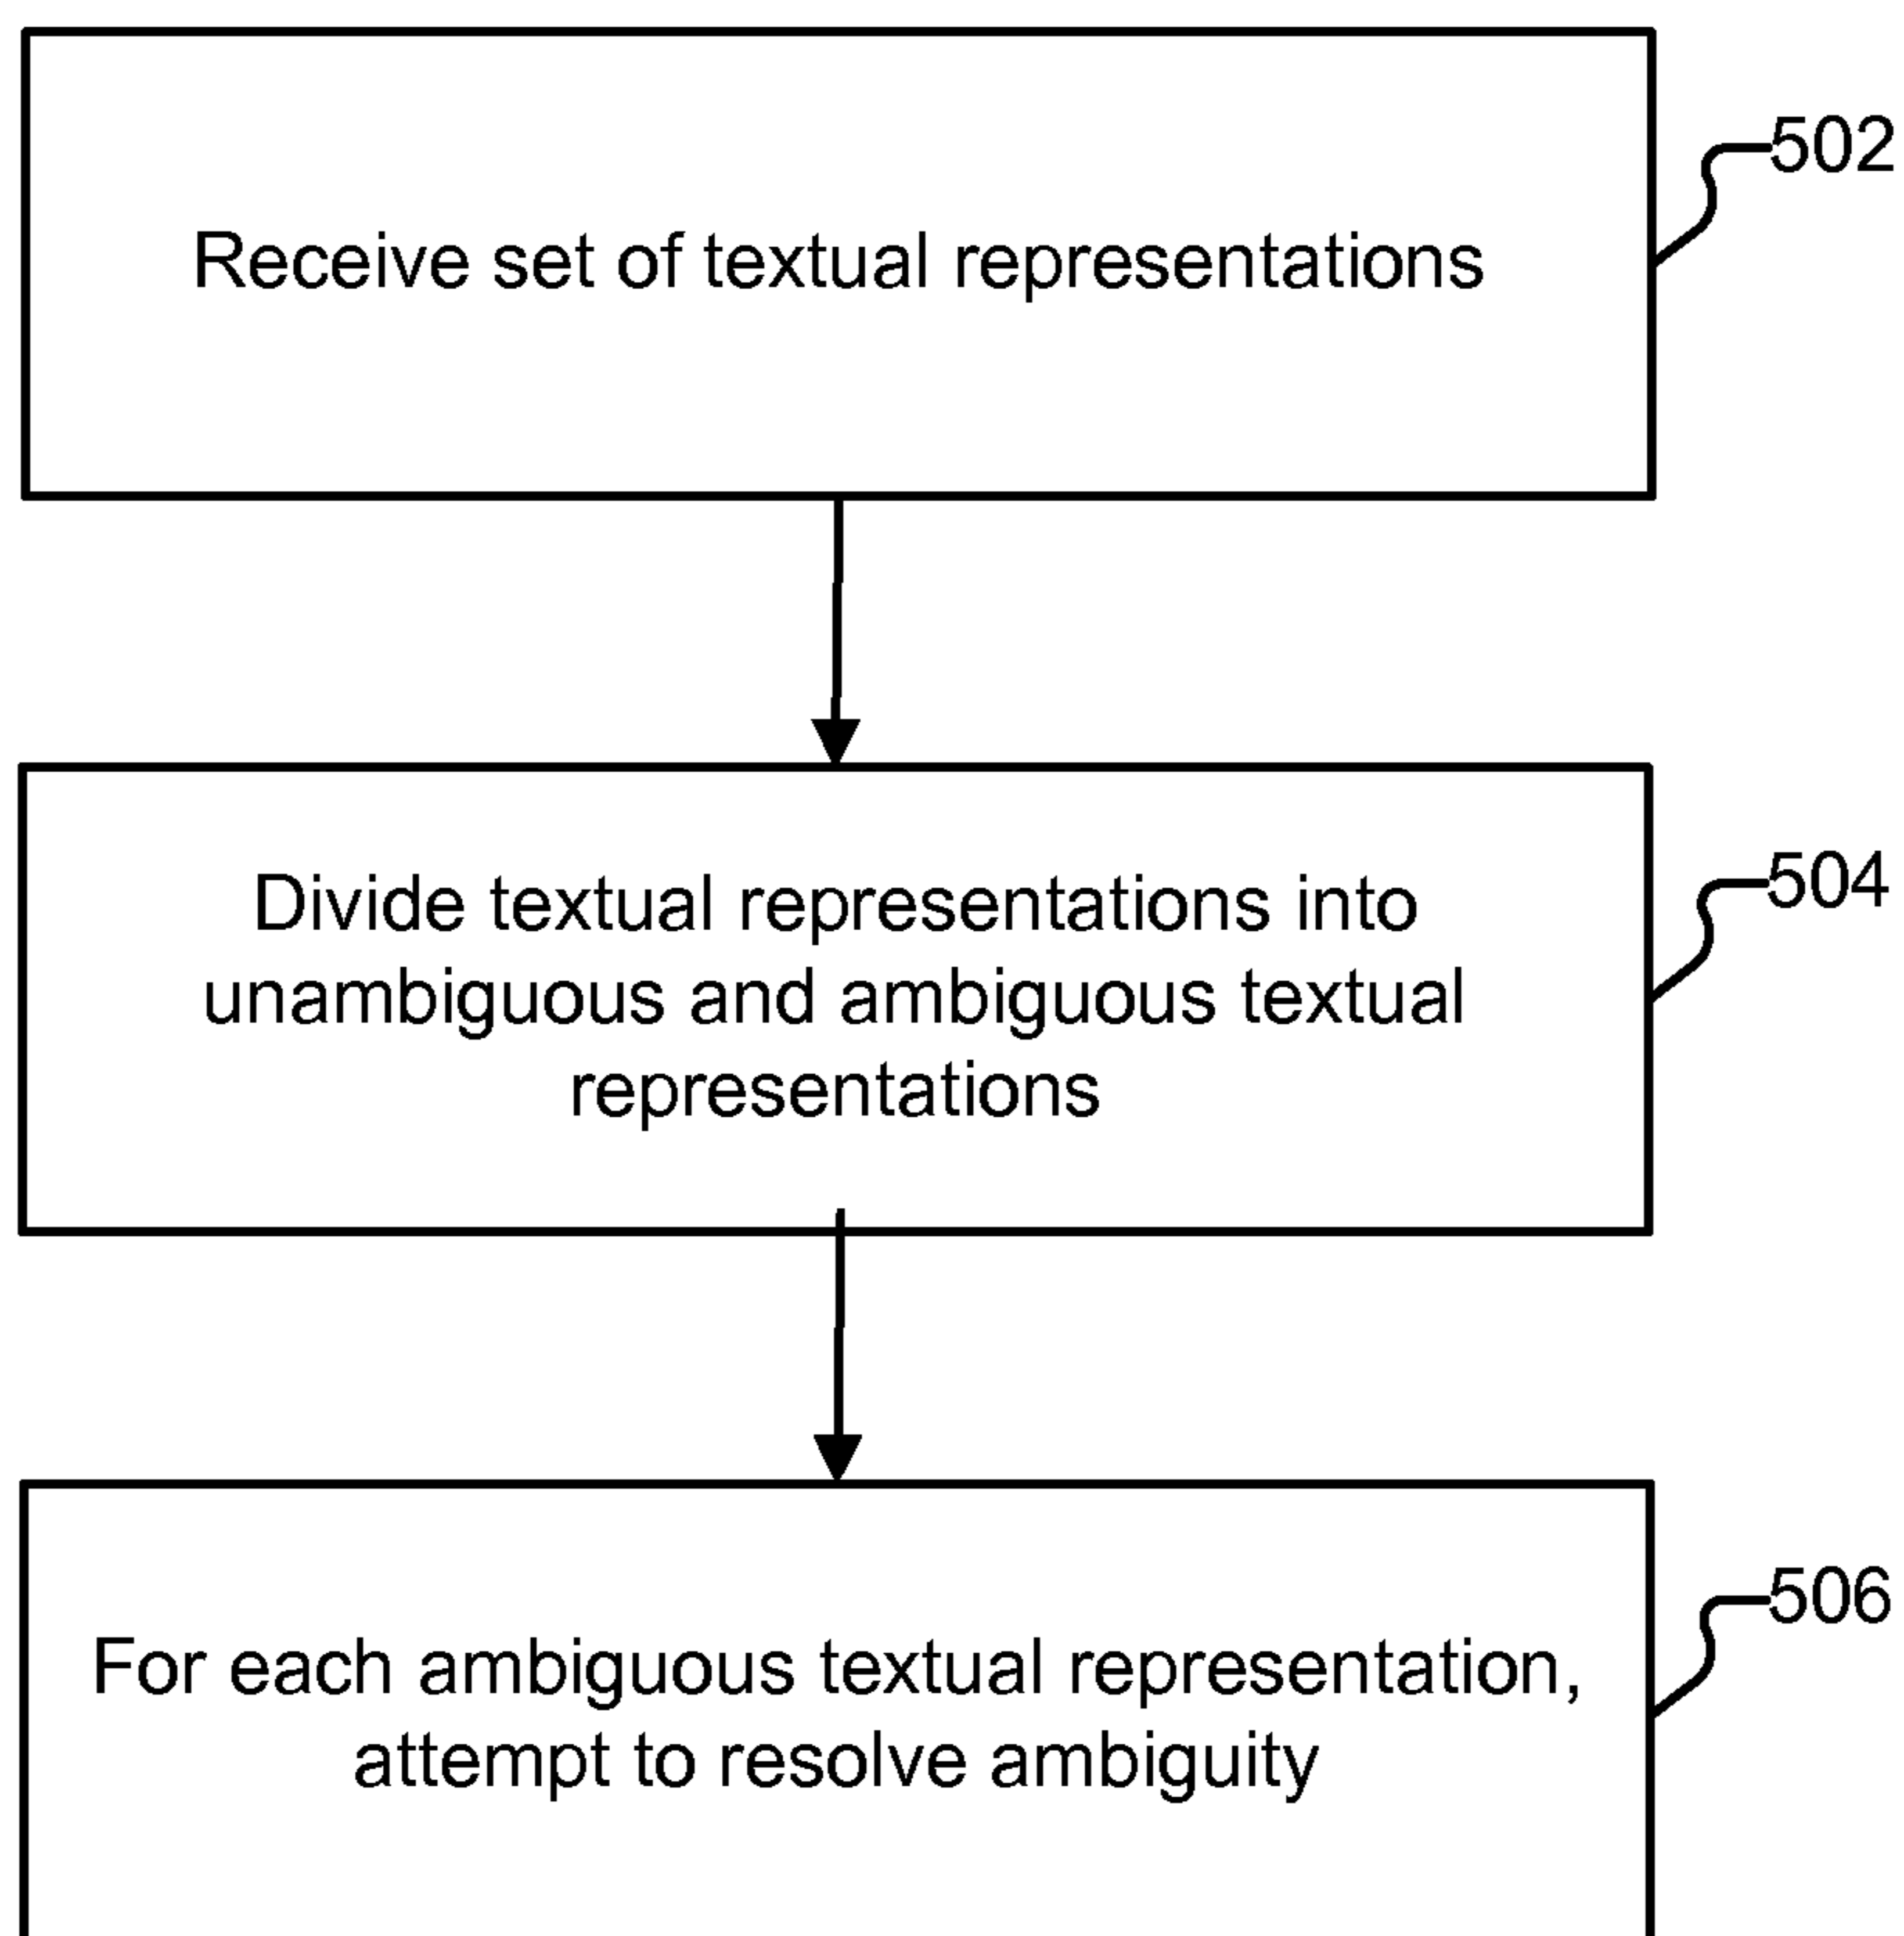 502
Receive set of textual representations
504
Divide textual representations into
unambiguous and ambiguous textual
representations
506
For each ambiguous textual representation,
attempt to resolve ambiguity